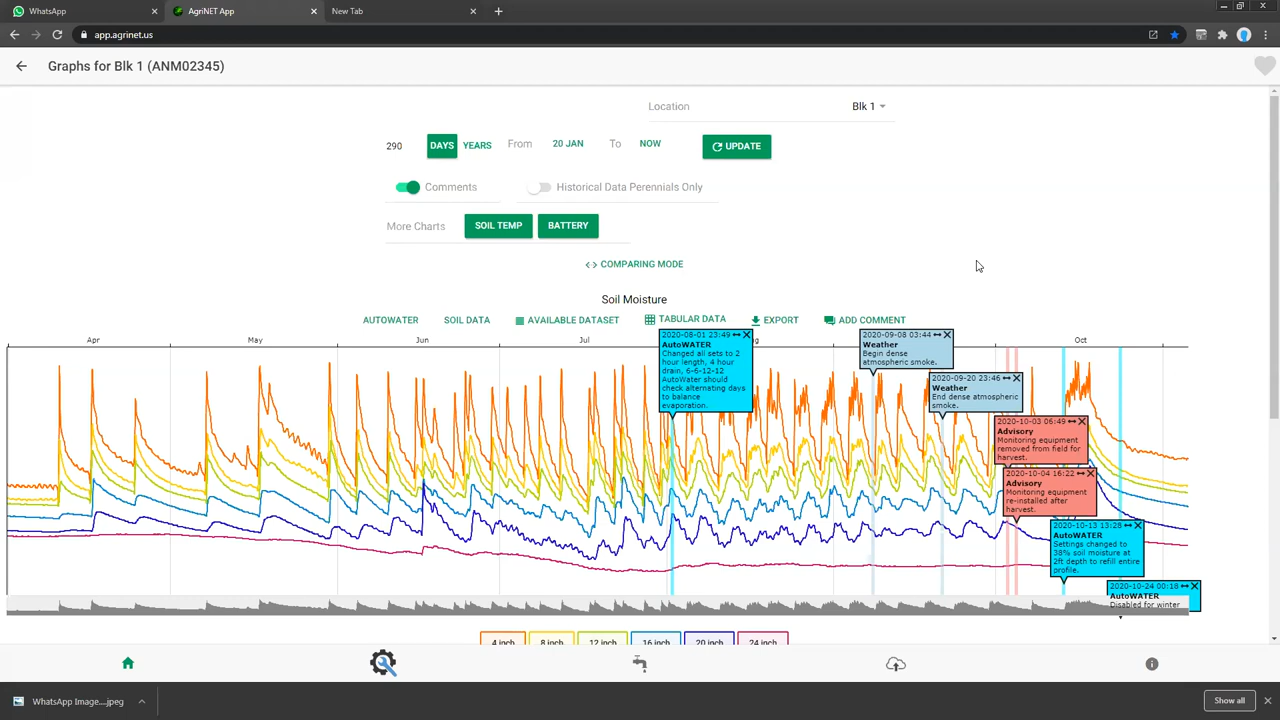 WhatsApp
AgriNET App
New Tab
app.agrinet.us
Graphs for Blk 1 (ANM02345)
Location
Blk 1
290 DAYS YEARS From 20 JAN To NOW UPDATE
Comments
Historical Data Perennials Only
More Charts SOIL TEMP BATTERY
<> COMPARING MODE
Soil Moisture
AUTOWATER SOIL DATA AVAILABLE DATASET TABULAR DATA EXPORT ADD COMMENT
Apr May Jun Jul Oct
2020-08-01 23:49
AutoWATER
Changed all sets to 2
hour length, 4 hour
drain, 6-6-12-12
AutoWater should
check alternating days
to balance
evaporation.
2020-09-08 03:44
Weather
Begin dense
atmospheric smoke.
2020-09-20 23:46
Weather
End dense atmospheric
smoke.
2020-10-03 06:49
Advisory
Monitoring equipment
removed from field for
harvest.
2020-10-04 16:22
Advisory
Monitoring equipment
re-installed after
harvest.
2020-10-13 13:28
AutoWATER
Settings changed to
38% soil moisture at
2ft depth to refill entire
profile.
2020-10-24 00:18
AutoWATER
Disabled for winter
4 inch 8 inch 12 inch 16 inch 20 inch 24 inch
WhatsApp Image....jpeg
Show all